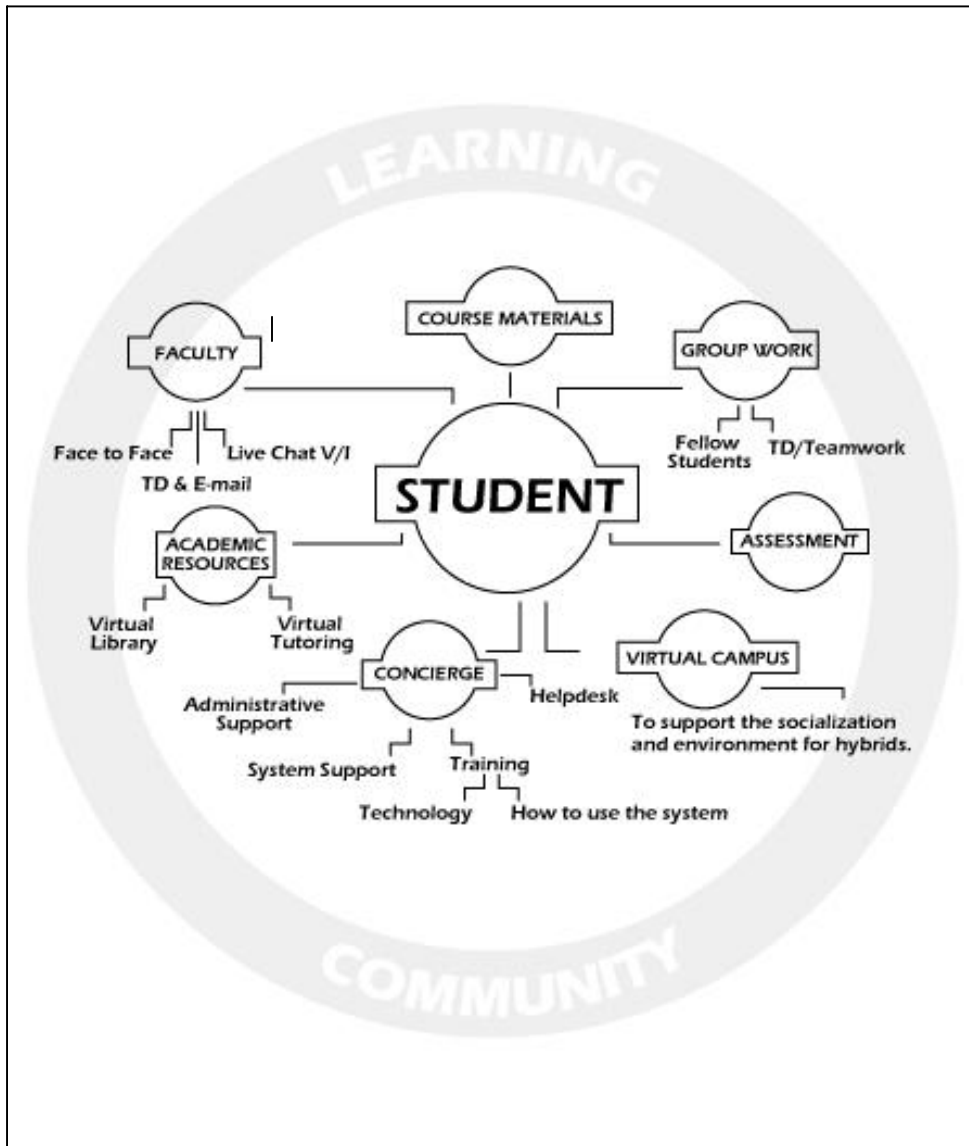 LEARNING
COURSE MATERIALS
FACULTY
GROUP WORK
Face to Face
Live Chat V/I
TD & E-mail
Fellow
Students
TD/Teamwork
STUDENT
ACADEMIC
RESOURCES
ASSESSMENT
Virtual
Library
Virtual
Tutoring
CONCIERGE
VIRTUAL CAMPUS
Administrative
Support
Helpdesk
To support the socialization
and environment for hybrids.
System Support
Training
Technology
How to use the system
COMMUNITY